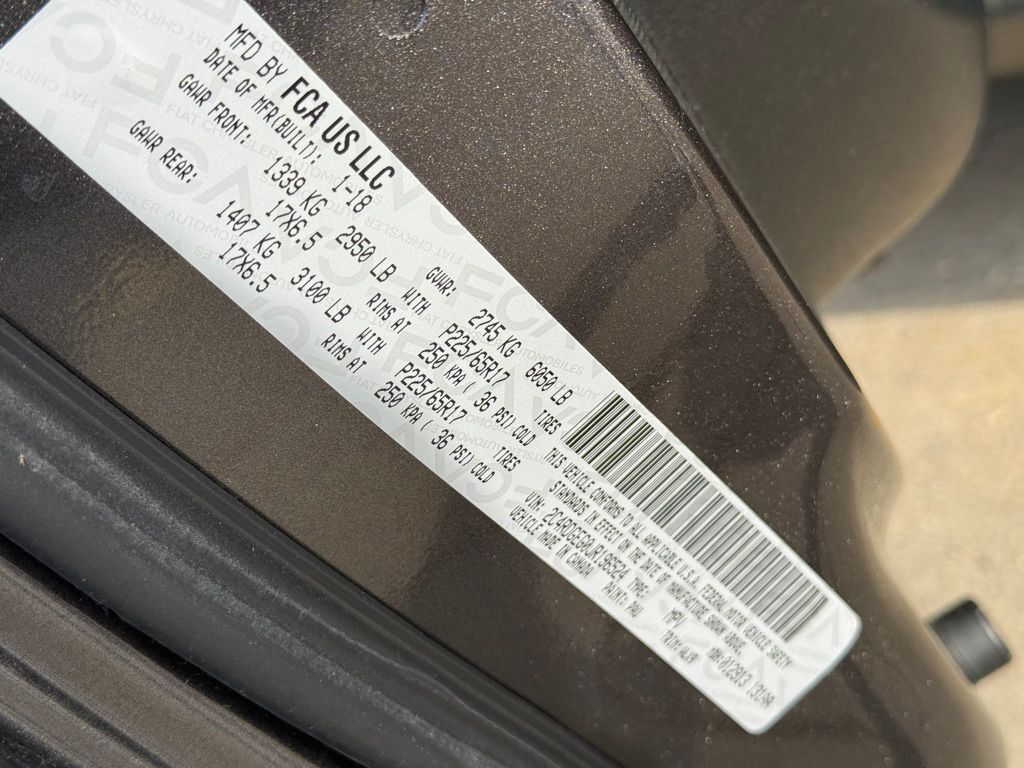 MFD BY FCA US LLC
DATE OF MFR(BUILT): 1-18 GVWR: 2745 KG 6050 LB
GAWR FRONT: 1339 KG 2950 LB WITH P225/65R17 TIRES
17X6.5 RIMS AT 250 KPA ( 36 PSI) COLD
GAWR REAR: 1407 KG 3100 LB WITH P225/65R17 TIRES
17X6.5 RIMS AT 250 KPA ( 36 PSI) COLD
THIS VEHICLE CONFORMS TO ALL APPLICABLE U.S.A. FEDERAL MOTOR VEHICLE SAFETY
STANDARDS IN EFFECT ON THE DATE OF MANUFACTURE SHOWN ABOVE.
VIN: TYPE: MPV
VEHICLE MADE IN CANADA PAINT: PAU TRIM: